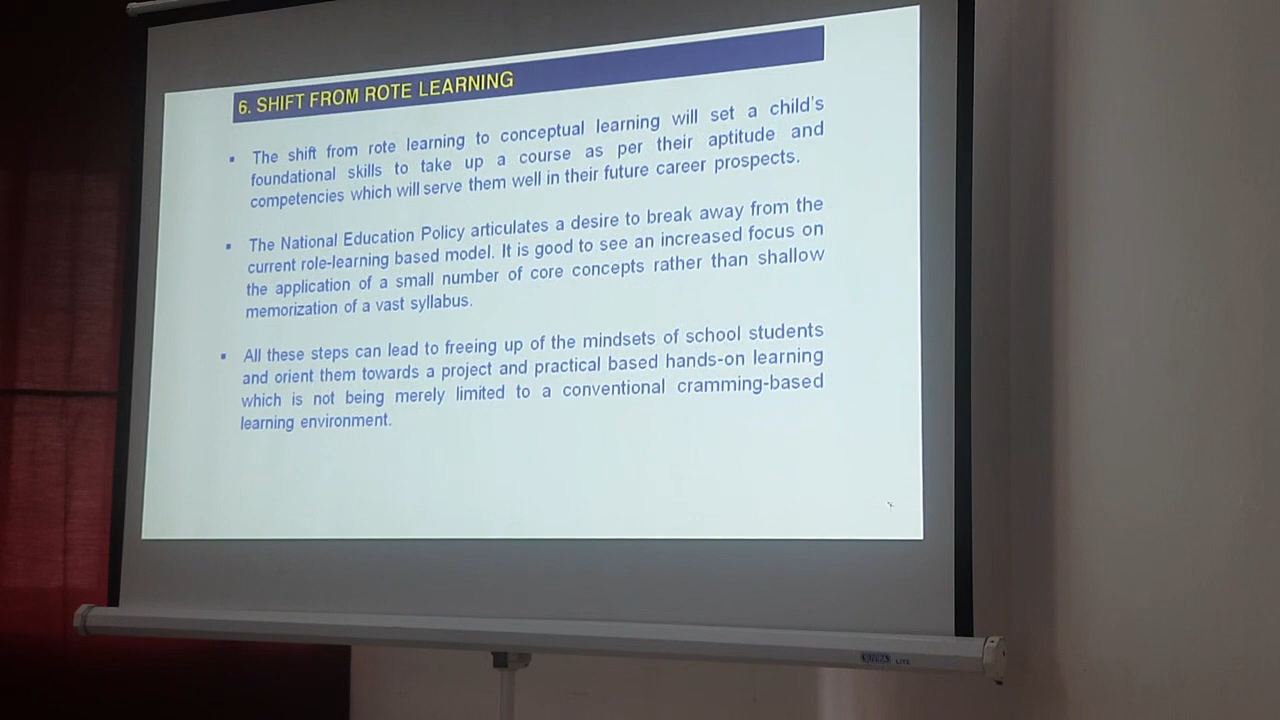 6. SHIFT FROM ROTE LEARNING
▪ The shift from rote learning to conceptual learning will set a child's
foundational skills to take up a course as per their aptitude and
competencies which will serve them well in their future career prospects.
▪ The National Education Policy articulates a desire to break away from the
current role-learning based model. It is good to see an increased focus on
the application of a small number of core concepts rather than shallow
memorization of a vast syllabus.
▪ All these steps can lead to freeing up of the mindsets of school students
and orient them towards a project and practical based hands-on learning
which is not being merely limited to a conventional cramming-based
learning environment.
LITE